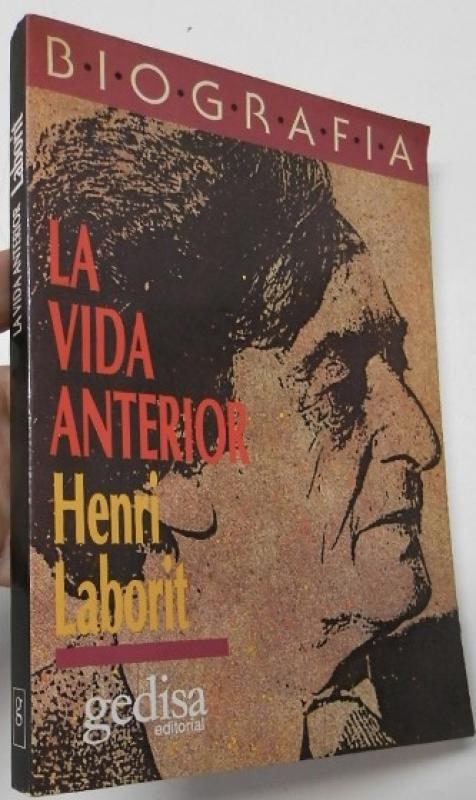 B·I·O·G·R·A·F·I·A
LA
VIDA
ANTERIOR
Henri
Laborit
gedisa
editorial
LA VIDA ANTERIOR Laborit